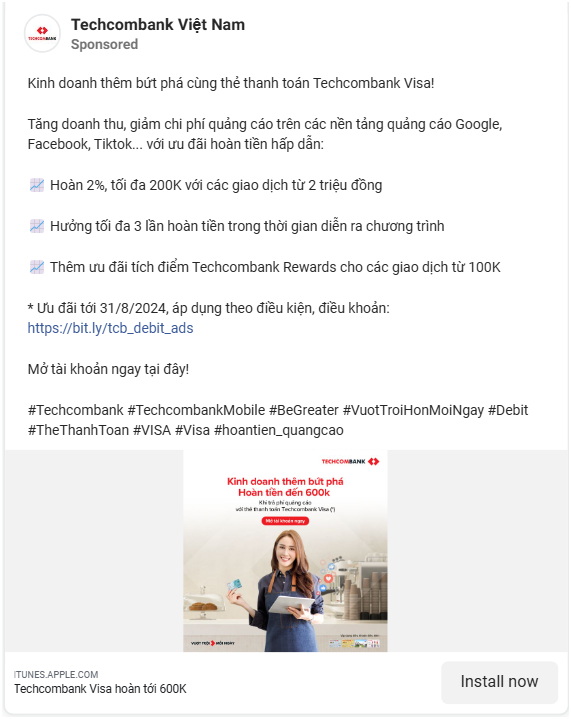 Techcombank Việt Nam
Sponsored
Kinh doanh thêm bứt phá cùng thẻ thanh toán Techcombank Visa!
Tăng doanh thu, giảm chi phí quảng cáo trên các nền tảng quảng cáo Google,
Facebook, Tiktok... với ưu đãi hoàn tiền hấp dẫn:
Hoàn 2%, tối đa 200K với các giao dịch từ 2 triệu đồng
Hưởng tối đa 3 lần hoàn tiền trong thời gian diễn ra chương trình
Thêm ưu đãi tích điểm Techcombank Rewards cho các giao dịch từ 100K
* Ưu đãi tới 31/8/2024, áp dụng theo điều kiện, điều khoản:
https://bit.ly/tcb_debit_ads
Mở tài khoản ngay tại đây!
#Techcombank #TechcombankMobile #BeGreater #VuotTroiHonMoiNgay #Debit
#TheThanhToan #VISA #Visa #hoantien_quangcao
TECHCOMBANK
Kinh doanh thêm bứt phá
Hoàn tiền đến 600k
Khi trả phí quảng cáo
với thẻ thanh toán Techcombank Visa (*)
Mở tài khoản ngay
VƯỢT TRỘI MỖI NGÀY
ITUNES.APPLE.COM
Techcombank Visa hoàn tới 600K
Install now